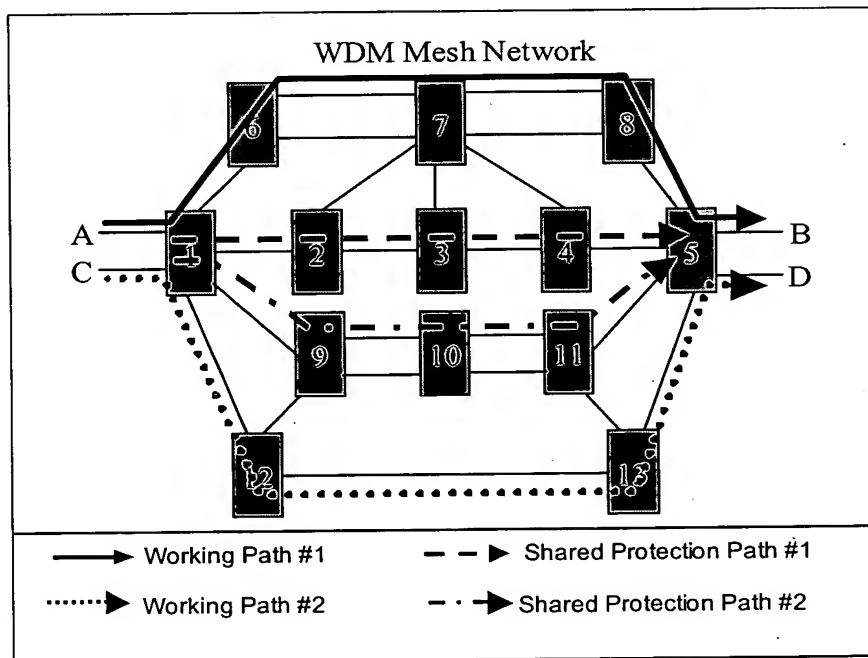 WDM Mesh Network
6 7 8
A B
1 2 3 4 5
C D
9 10 11
12 13
Working Path #1 Shared Protection Path #1
Working Path #2 Shared Protection Path #2